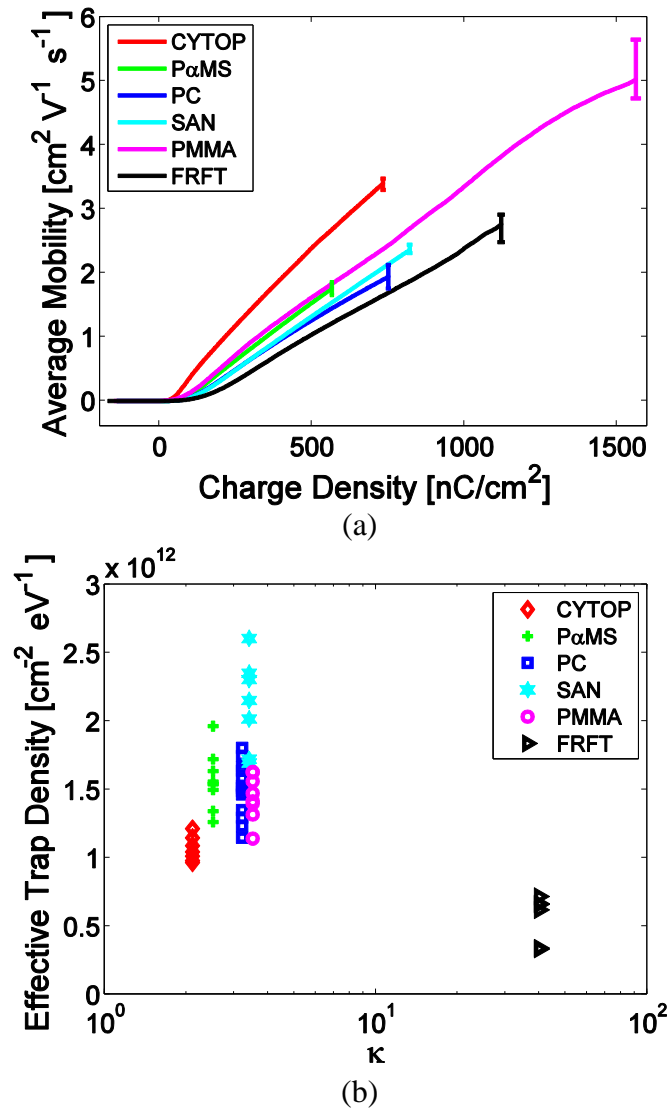 6
5
4
3
2
1
0
Average Mobility [cm² V⁻¹ s⁻¹]
CYTOP
PαMS
PC
SAN
PMMA
FRFT
0 500 1000 1500
Charge Density [nC/cm²]
(a)
x 10¹²
3
2.5
2
1.5
1
0.5
0
Effective Trap Density [cm⁻² eV⁻¹]
CYTOP
PαMS
PC
SAN
PMMA
FRFT
10⁰ 10¹ 10²
κ
(b)